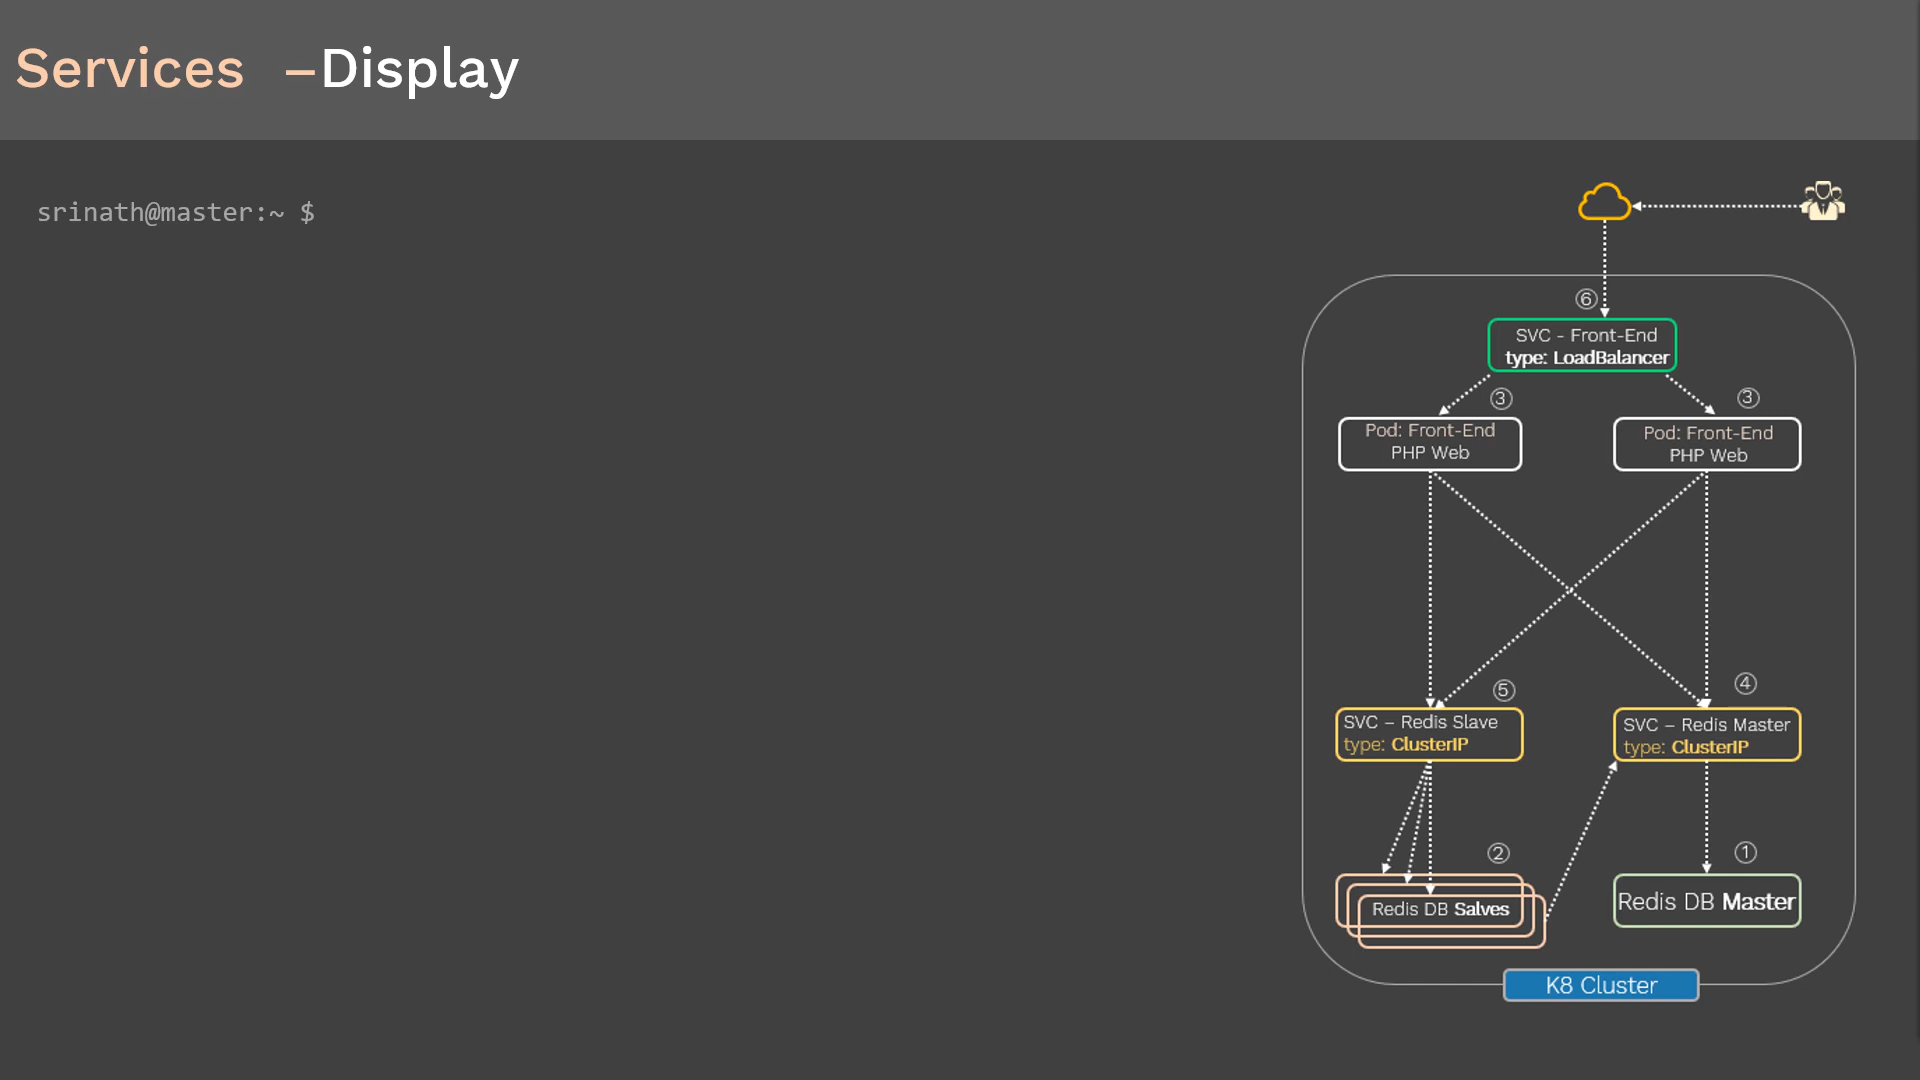 Services –Display
srinath@master:~ $
⑥
SVC - Front-End
type: LoadBalancer
③
③
Pod: Front-End
PHP Web
Pod: Front-End
PHP Web
⑤
④
SVC – Redis Slave
type: ClusterIP
SVC – Redis Master
type: ClusterIP
②
①
Redis DB Salves
Redis DB Master
K8 Cluster